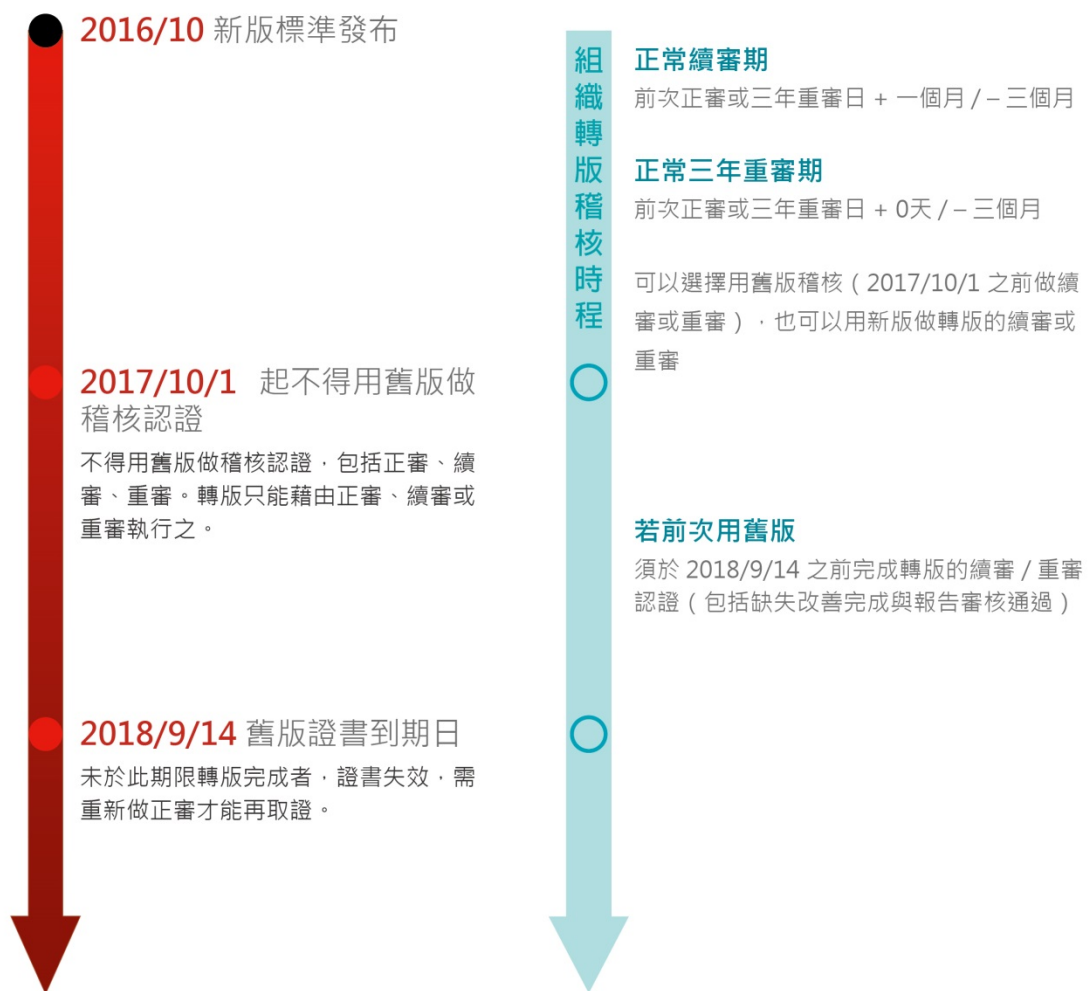 2016/10 新版標準發布
2017/10/1 起不得用舊版做
稽核認證
不得用舊版做稽核認證，包括正審、續
審、重審。轉版只能藉由正審、續審或
重審執行之。
2018/9/14 舊版證書到期日
未於此期限轉版完成者，證書失效，需
重新做正審才能再取證。
組織轉版稽核時程
正常續審期
前次正審或三年重審日 + 一個月 / – 三個月
正常三年重審期
前次正審或三年重審日 + 0天 / – 三個月
可以選擇用舊版稽核（2017/10/1 之前做續
審或重審），也可以用新版做轉版的續審或
重審
若前次用舊版
須於 2018/9/14 之前完成轉版的續審 / 重審
認證（包括缺失改善完成與報告審核通過）